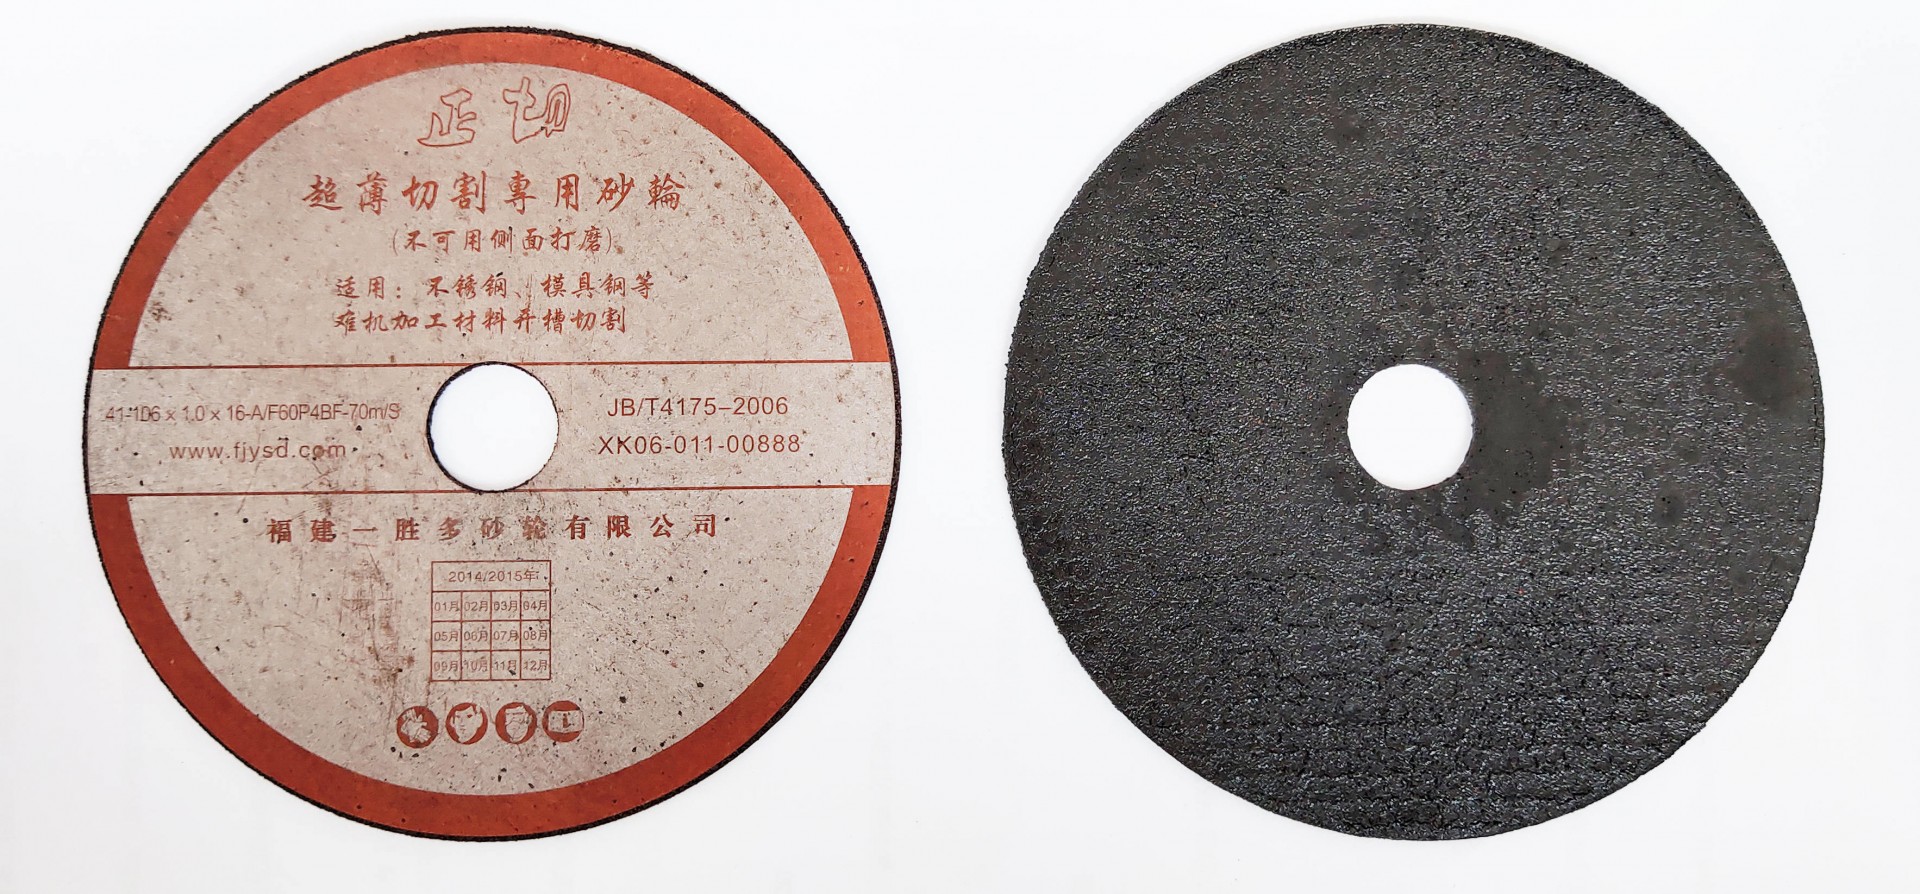 正切
超薄切割專用砂輪
(不可用侧面打磨)
适用：不锈钢、模具钢等
难机加工材料开槽切割
41-106×1.0×16-A/F60P4BF-70m/S
www.fjysd.com
JB/T4175-2006
XK06-011-00888
福建一胜多砂轮有限公司
2014/2015年
01月 02月 03月 04月
05月 06月 07月 08月
09月 10月 11月 12月